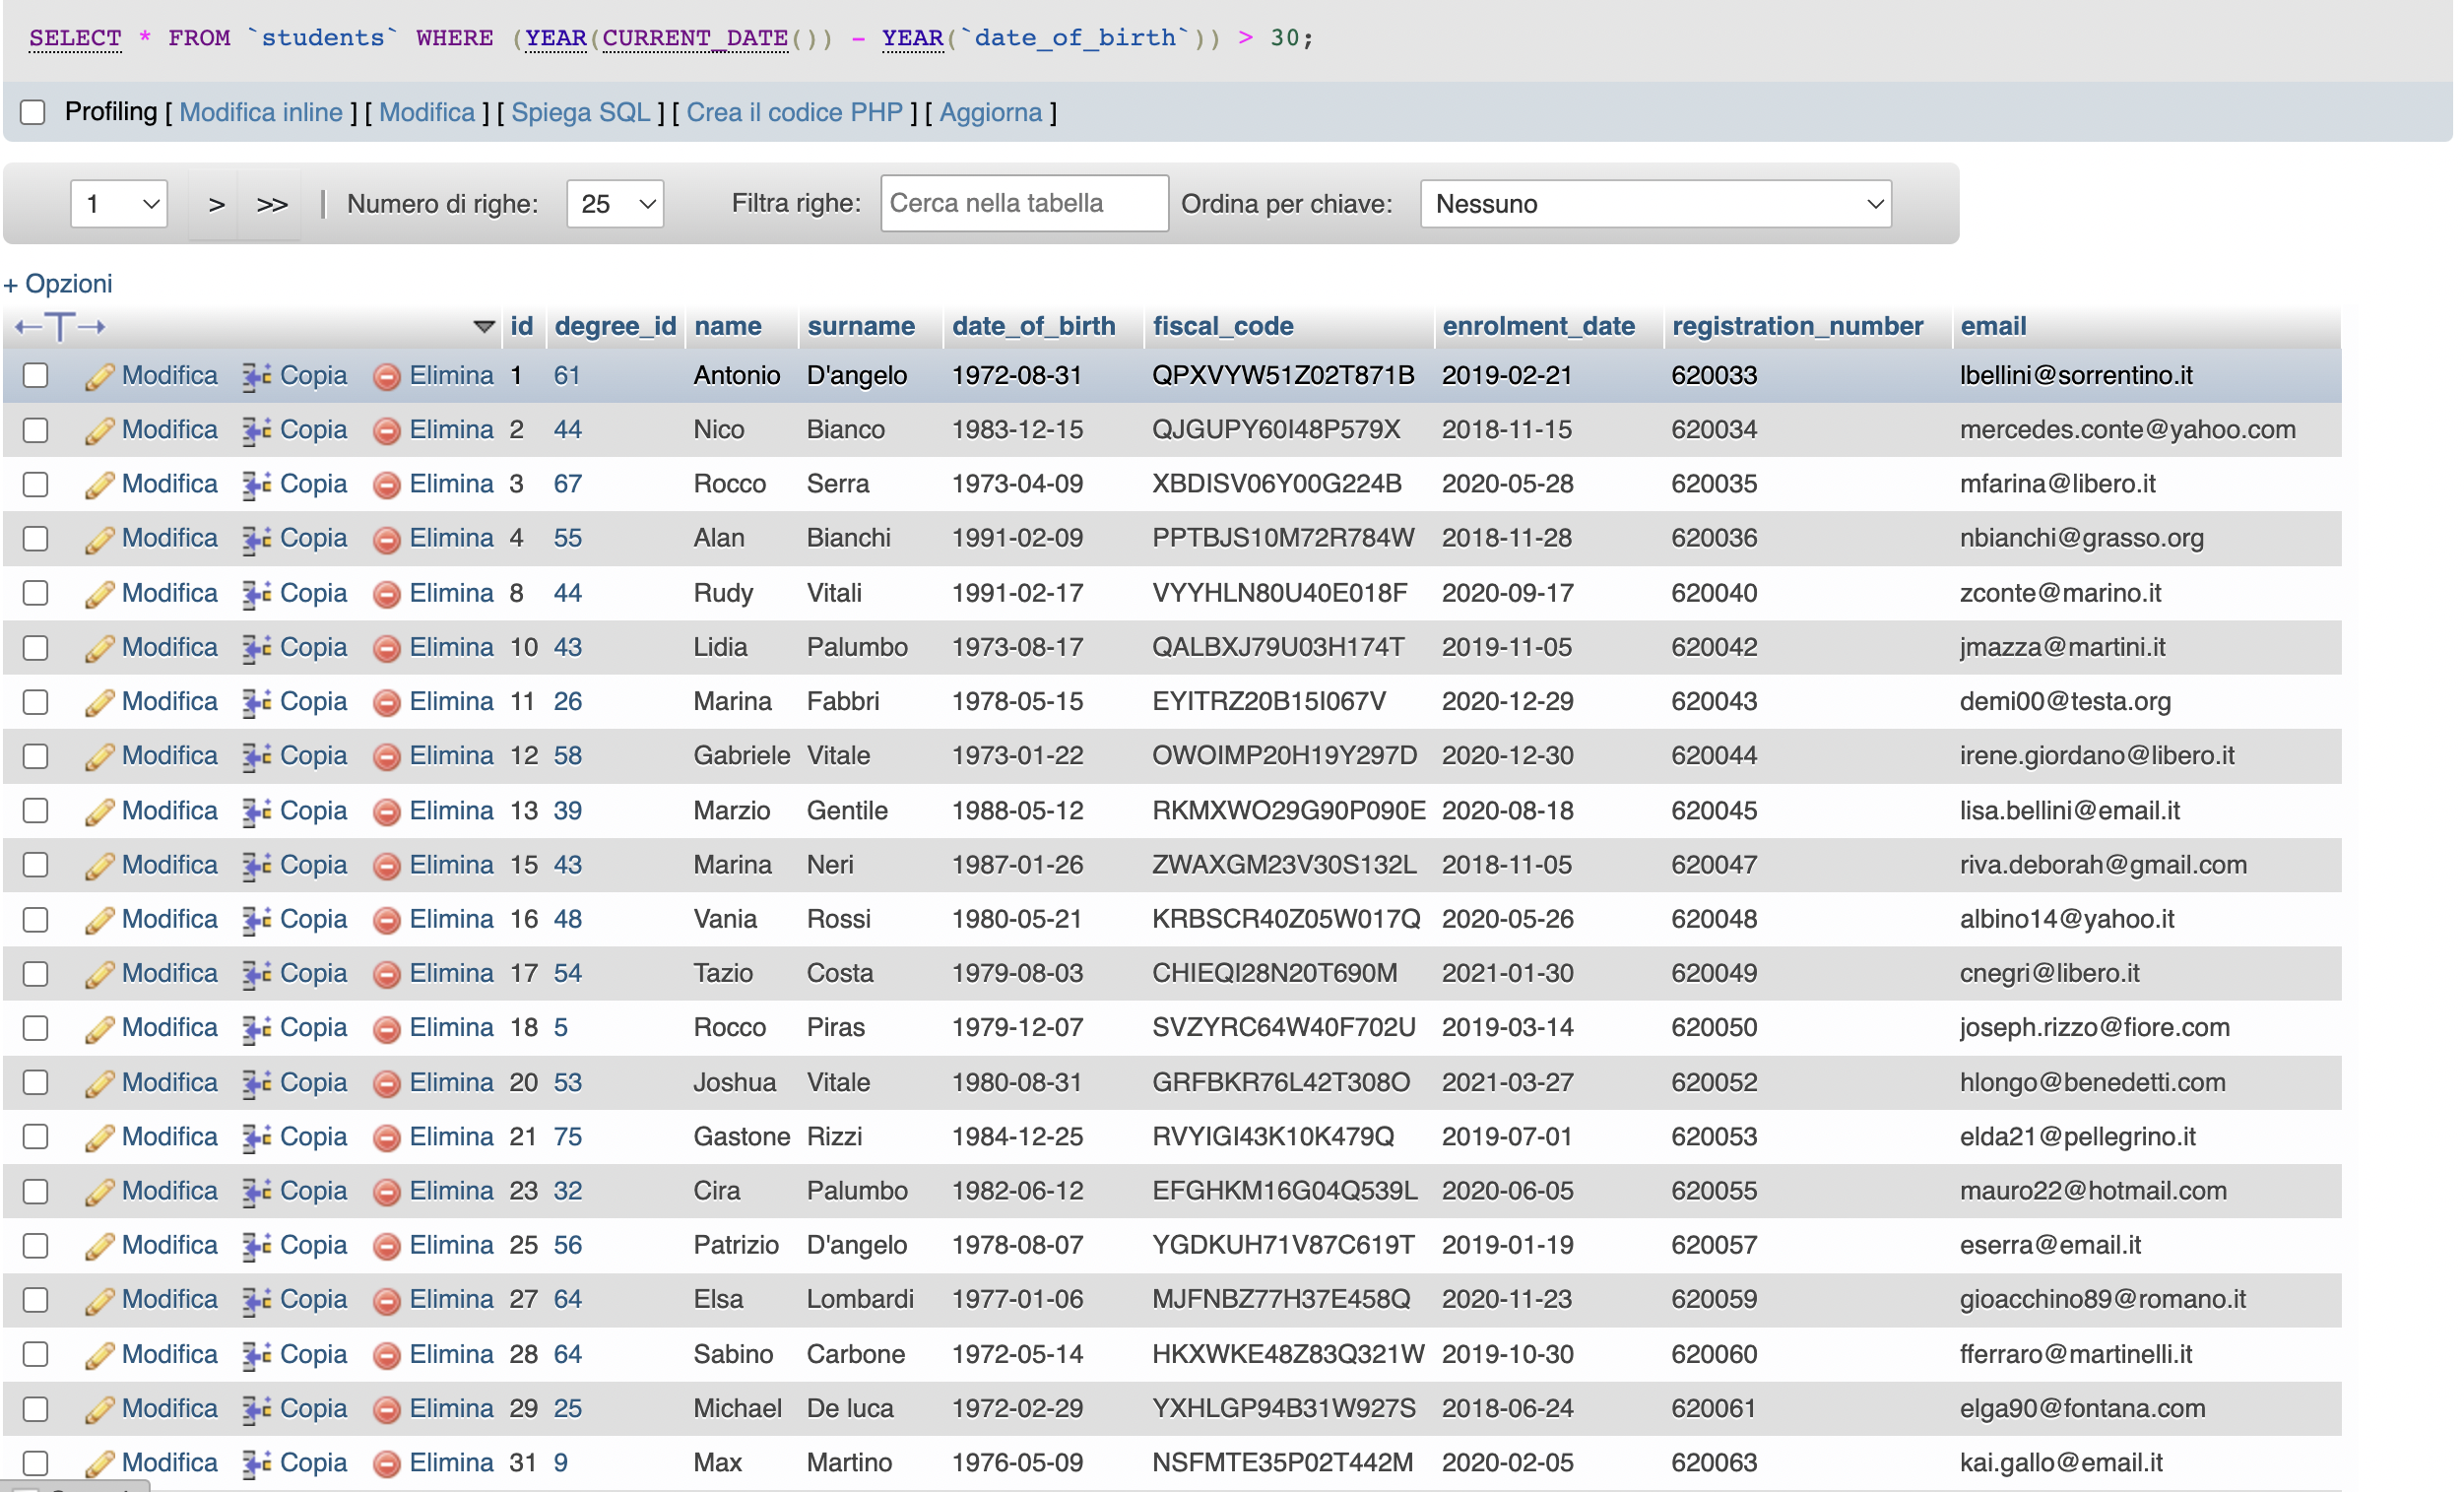 SELECT * FROM `students` WHERE (YEAR(CURRENT_DATE()) - YEAR(`date_of_birth`)) > 30;
Profiling [ Modifica inline ] [ Modifica ] [ Spiega SQL ] [ Crea il codice PHP ] [ Aggiorna ]
1 > >> | Numero di righe: 25 Filtra righe: Cerca nella tabella Ordina per chiave: Nessuno
+ Opzioni
←T→ id degree_id name surname date_of_birth fiscal_code enrolment_date registration_number email
Modifica Copia Elimina 1 61 Antonio D'angelo 1972-08-31 QPXVYW51Z02T871B 2019-02-21 620033 lbellini@sorrentino.it
Modifica Copia Elimina 2 44 Nico Bianco 1983-12-15 QJGUPY60I48P579X 2018-11-15 620034 mercedes.conte@yahoo.com
Modifica Copia Elimina 3 67 Rocco Serra 1973-04-09 XBDISV06Y00G224B 2020-05-28 620035 mfarina@libero.it
Modifica Copia Elimina 4 55 Alan Bianchi 1991-02-09 PPTBJS10M72R784W 2018-11-28 620036 nbianchi@grasso.org
Modifica Copia Elimina 8 44 Rudy Vitali 1991-02-17 VYYHLN80U40E018F 2020-09-17 620040 zconte@marino.it
Modifica Copia Elimina 10 43 Lidia Palumbo 1973-08-17 QALBXJ79U03H174T 2019-11-05 620042 jmazza@martini.it
Modifica Copia Elimina 11 26 Marina Fabbri 1978-05-15 EYITRZ20B15I067V 2020-12-29 620043 demi00@testa.org
Modifica Copia Elimina 12 58 Gabriele Vitale 1973-01-22 OWOIMP20H19Y297D 2020-12-30 620044 irene.giordano@libero.it
Modifica Copia Elimina 13 39 Marzio Gentile 1988-05-12 RKMXWO29G90P090E 2020-08-18 620045 lisa.bellini@email.it
Modifica Copia Elimina 15 43 Marina Neri 1987-01-26 ZWAXGM23V30S132L 2018-11-05 620047 riva.deborah@gmail.com
Modifica Copia Elimina 16 48 Vania Rossi 1980-05-21 KRBSCR40Z05W017Q 2020-05-26 620048 albino14@yahoo.it
Modifica Copia Elimina 17 54 Tazio Costa 1979-08-03 CHIEQI28N20T690M 2021-01-30 620049 cnegri@libero.it
Modifica Copia Elimina 18 5 Rocco Piras 1979-12-07 SVZYRC64W40F702U 2019-03-14 620050 joseph.rizzo@fiore.com
Modifica Copia Elimina 20 53 Joshua Vitale 1980-08-31 GRFBKR76L42T308O 2021-03-27 620052 hlongo@benedetti.com
Modifica Copia Elimina 21 75 Gastone Rizzi 1984-12-25 RVYIGI43K10K479Q 2019-07-01 620053 elda21@pellegrino.it
Modifica Copia Elimina 23 32 Cira Palumbo 1982-06-12 EFGHKM16G04Q539L 2020-06-05 620055 mauro22@hotmail.com
Modifica Copia Elimina 25 56 Patrizio D'angelo 1978-08-07 YGDKUH71V87C619T 2019-01-19 620057 eserra@email.it
Modifica Copia Elimina 27 64 Elsa Lombardi 1977-01-06 MJFNBZ77H37E458Q 2020-11-23 620059 gioacchino89@romano.it
Modifica Copia Elimina 28 64 Sabino Carbone 1972-05-14 HKXWKE48Z83Q321W 2019-10-30 620060 fferraro@martinelli.it
Modifica Copia Elimina 29 25 Michael De luca 1972-02-29 YXHLGP94B31W927S 2018-06-24 620061 elga90@fontana.com
Modifica Copia Elimina 31 9 Max Martino 1976-05-09 NSFMTE35P02T442M 2020-02-05 620063 kai.gallo@email.it